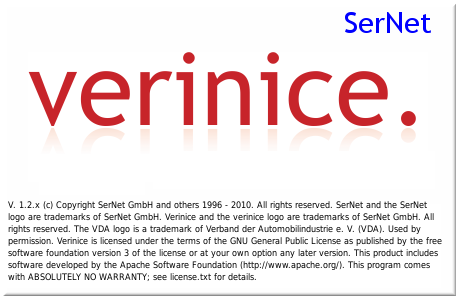 SerNet
verinice.
V. 1.2.x (c) Copyright SerNet GmbH and others 1996 - 2010. All rights reserved. SerNet and the SerNet
logo are trademarks of SerNet GmbH. Verinice and the verinice logo are trademarks of SerNet GmbH. All
rights reserved. The VDA logo is a trademark of Verband der Automobilindustrie e. V. (VDA). Used by
permission. Verinice is licensed under the terms of the GNU General Public License as published by the free
software foundation version 3 of the license or at your own option any later version. This product includes
software developed by the Apache Software Foundation (http://www.apache.org/). This program comes
with ABSOLUTELY NO WARRANTY; see license.txt for details.